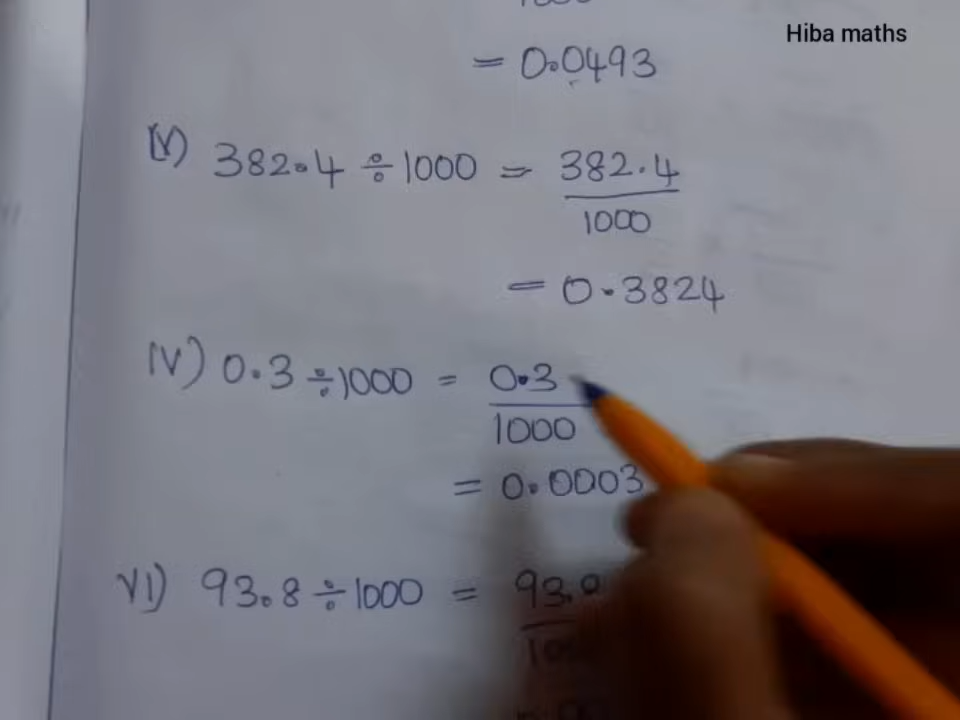 Hiba maths
= 0.0493
(V) 382.4 ÷ 1000 = 382.4
1000
= 0.3824
IV) 0.3 ÷ 1000 = 0.3
1000
= 0.0003
VI) 93.8 ÷ 1000 =